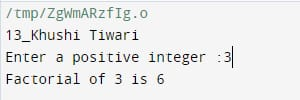 /tmp/ZgWmARzfIg.o
13_Khushi Tiwari
Enter a positive integer :3
Factorial of 3 is 6